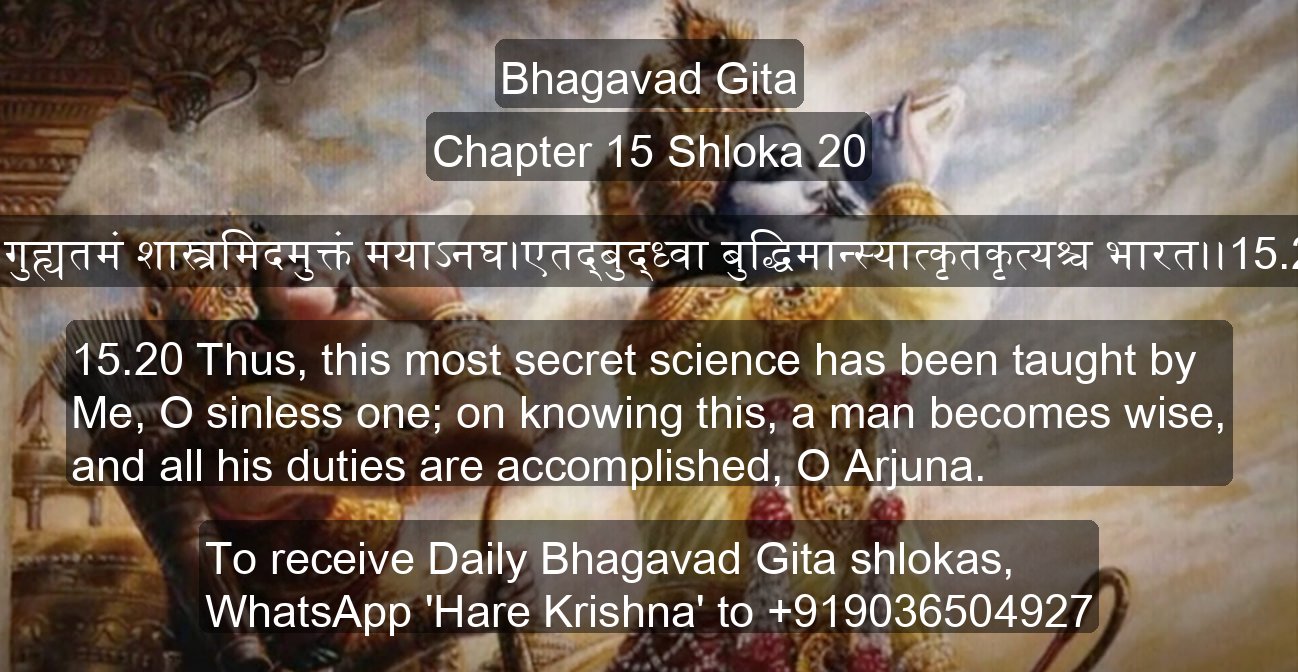 Bhagavad Gita
Chapter 15 Shloka 20
गुह्यतमं शास्त्रमिदमुक्तं मयाऽनघ।एतद्बुद्ध्वा बुद्धिमान्स्यात्कृतकृत्यश्च भारत।।15.2
15.20 Thus, this most secret science has been taught by
Me, O sinless one; on knowing this, a man becomes wise,
and all his duties are accomplished, O Arjuna.
To receive Daily Bhagavad Gita shlokas,
WhatsApp 'Hare Krishna' to +919036504927